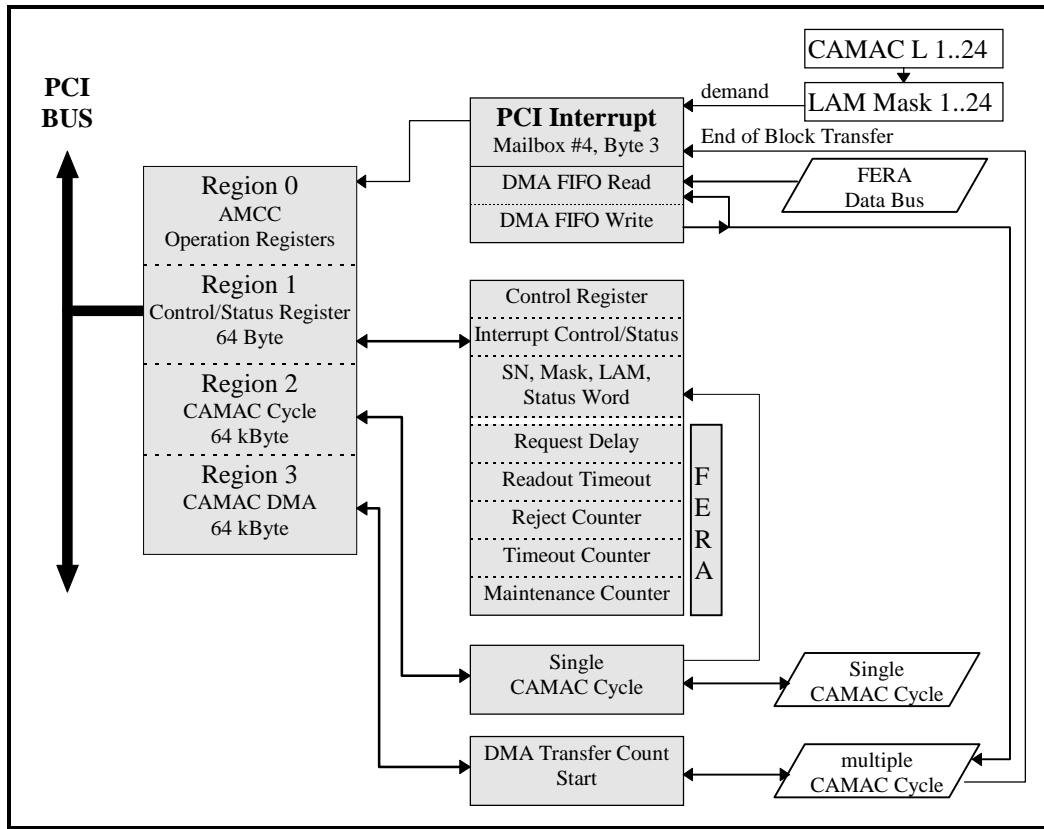 CAMAC L 1..24
LAM Mask 1..24
demand
End of Block Transfer
PCI
BUS
PCI Interrupt
Mailbox #4, Byte 3
DMA FIFO Read
DMA FIFO Write
FERA
Data Bus
Region 0
AMCC
Operation Registers
Region 1
Control/Status Register
64 Byte
Region 2
CAMAC Cycle
64 kByte
Region 3
CAMAC DMA
64 kByte
Control Register
Interrupt Control/Status
SN, Mask, LAM,
Status Word
Request Delay
Readout Timeout
Reject Counter
Timeout Counter
Maintenance Counter
F
E
R
A
Single
CAMAC Cycle
Single
CAMAC Cycle
DMA Transfer Count
Start
multiple
CAMAC Cycle